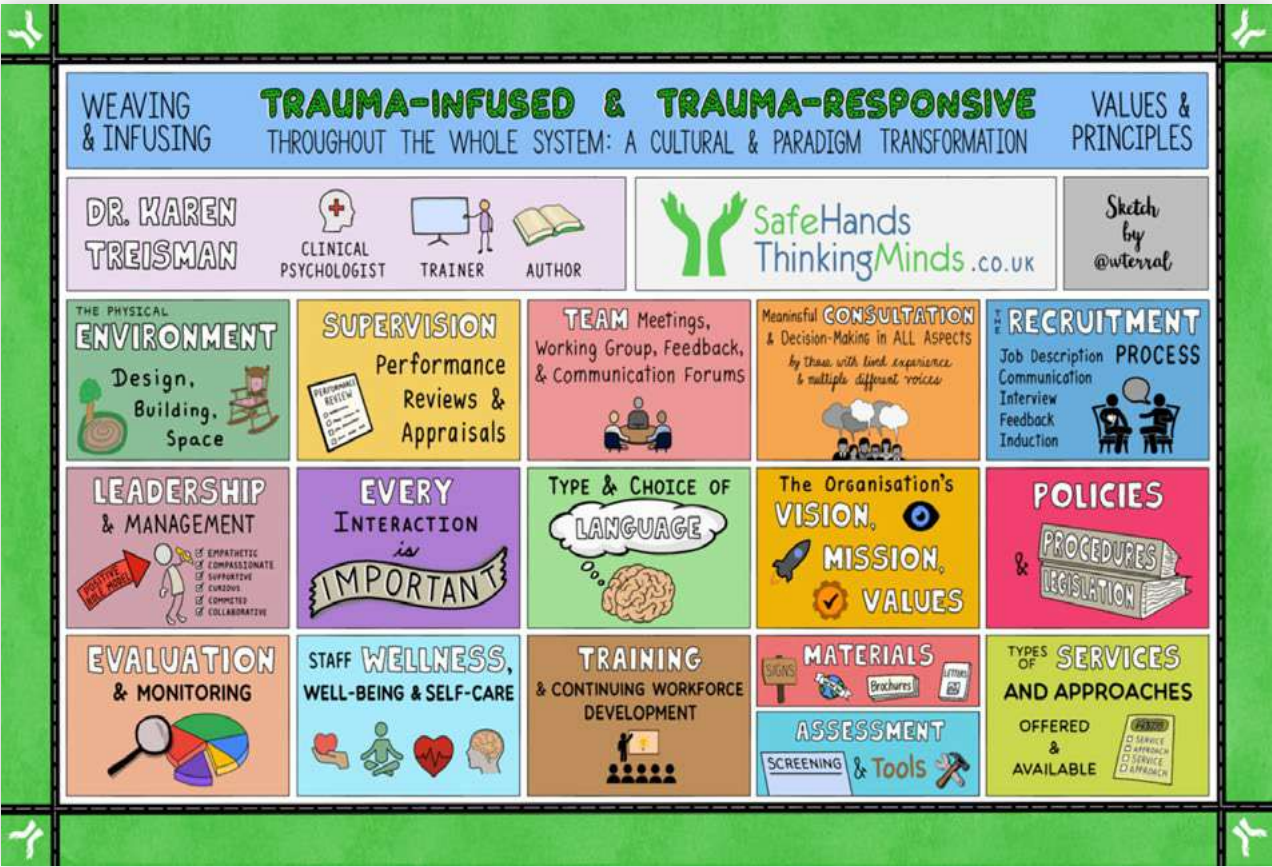 WEAVING
& INFUSING
TRAUMA-INFUSED & TRAUMA-RESPONSIVE
THROUGHOUT THE WHOLE SYSTEM: A CULTURAL & PARADIGM TRANSFORMATION
VALUES &
PRINCIPLES
DR. KAREN
TREISMAN
CLINICAL
PSYCHOLOGIST
TRAINER
AUTHOR
SafeHands
ThinkingMinds.co.uk
Sketch
by
@wterral
THE PHYSICAL
ENVIRONMENT
Design,
Building,
Space
SUPERVISION
Performance
Reviews &
Appraisals
PERFORMANCE
REVIEW
TEAM Meetings,
Working Group, Feedback,
& Communication Forums
Meaningful CONSULTATION
& Decision-Making in ALL Aspects
by those with lived experience
& multiple different voices
THE RECRUITMENT
PROCESS
Job Description
Communication
Interview
Feedback
Induction
LEADERSHIP
& MANAGEMENT
POSITIVE
ROLE MODEL
EMPATHETIC
COMPASSIONATE
SUPPORTIVE
CURIOUS
COMMITED
COLLABORATIVE
EVERY
INTERACTION
is
IMPORTANT
TYPE & CHOICE OF
LANGUAGE
The Organisation's
VISION,
MISSION,
VALUES
POLICIES
&
PROCEDURES
LEGISLATION
EVALUATION
& MONITORING
STAFF WELLNESS,
WELL-BEING & SELF-CARE
TRAINING
& CONTINUING WORKFORCE
DEVELOPMENT
MATERIALS
SIGNS
Brochures
LETTERS
ASSESSMENT
SCREENING
& Tools
TYPES
OF
SERVICES
AND APPROACHES
OFFERED
&
AVAILABLE
SERVICE
APPROACH
SERVICE
APPROACH